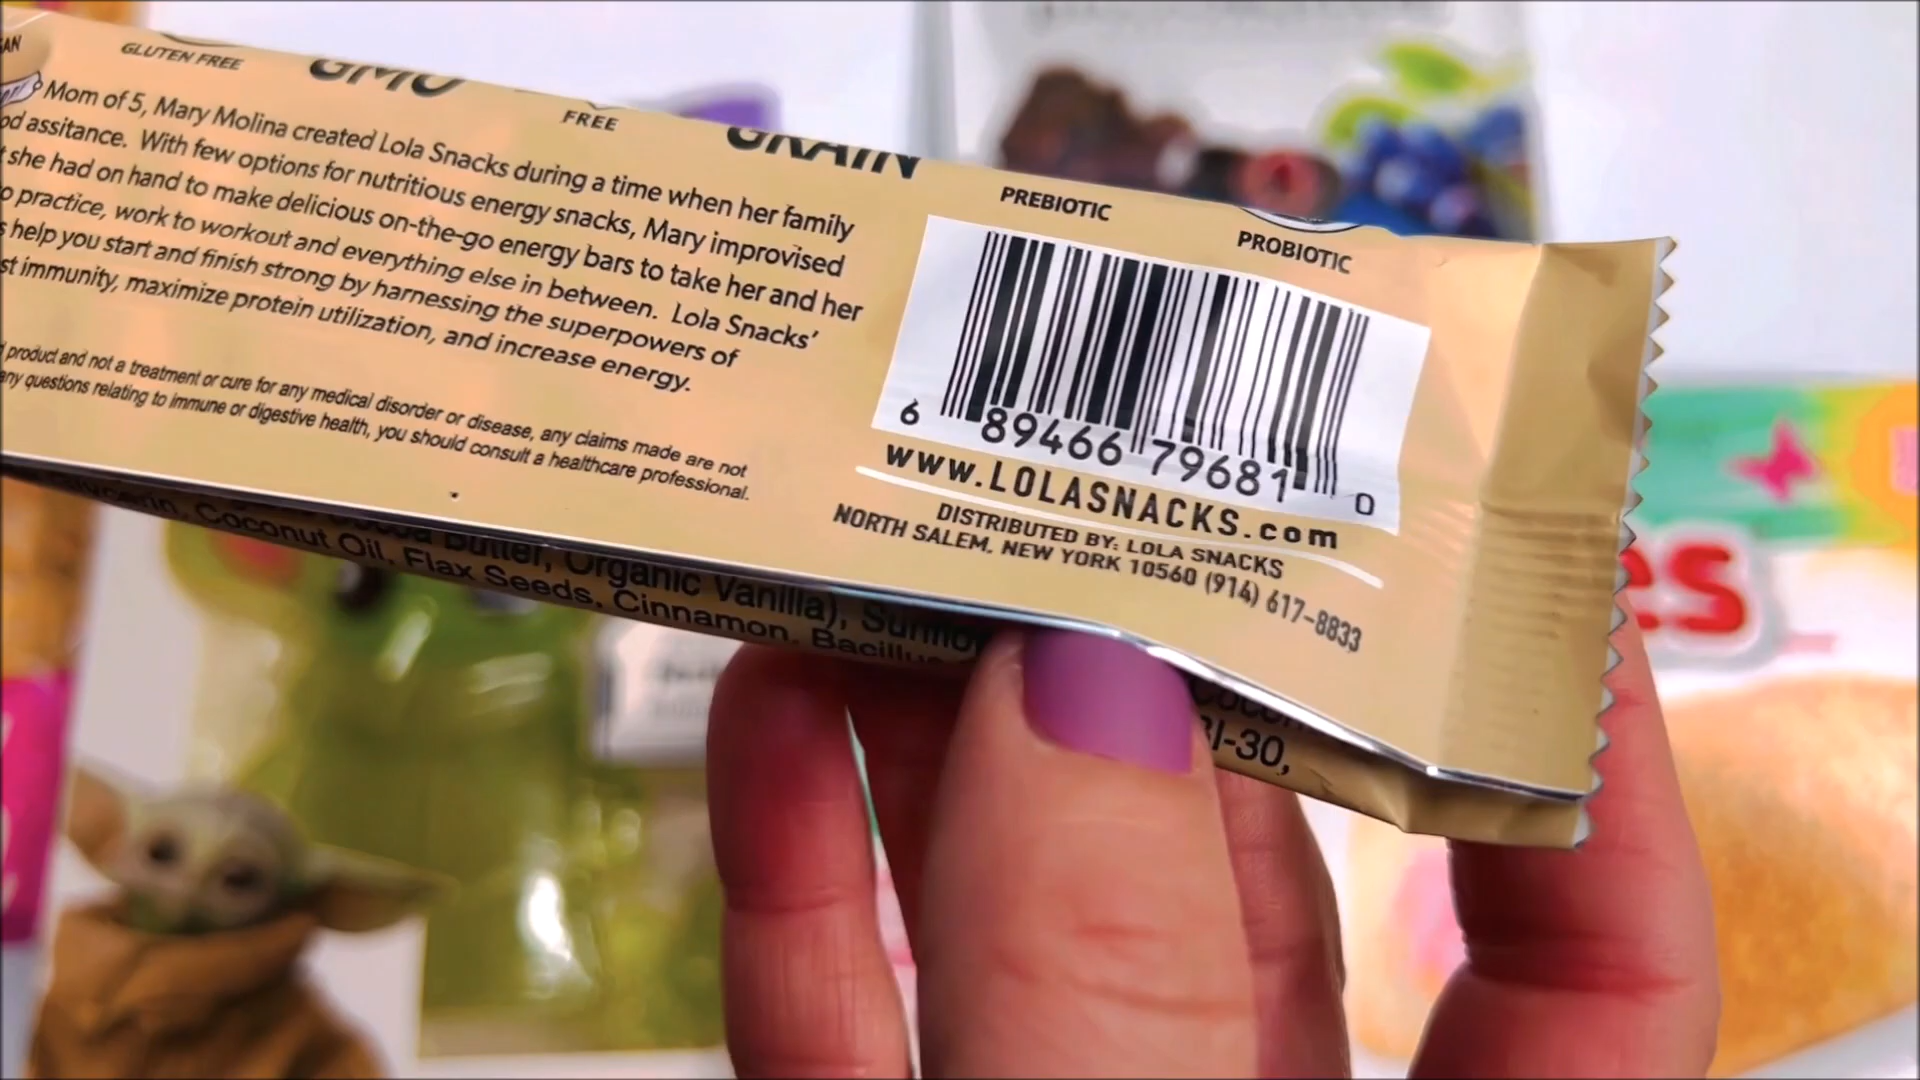 GLUTEN FREE
GMO
FREE
GRAIN
PREBIOTIC
PROBIOTIC
Mom of 5, Mary Molina created Lola Snacks during a time when her family
assitance. With few options for nutritious energy snacks, Mary improvised
she had on hand to make delicious on-the-go energy bars to take her and her
practice, work to workout and everything else in between. Lola Snacks'
help you start and finish strong by harnessing the superpowers of
immunity, maximize protein utilization, and increase energy.
product and not a treatment or cure for any medical disorder or disease, any claims made are not
any questions relating to immune or digestive health, you should consult a healthcare professional.
6 89466 79681 0
www.LOLASNACKS.com
DISTRIBUTED BY: LOLA SNACKS
NORTH SALEM, NEW YORK 10560 (914) 617-8833
Butter, Organic Vanilla),
Coconut Oil, Flax Seeds, Cinnamon, Bacillus
-30,
es